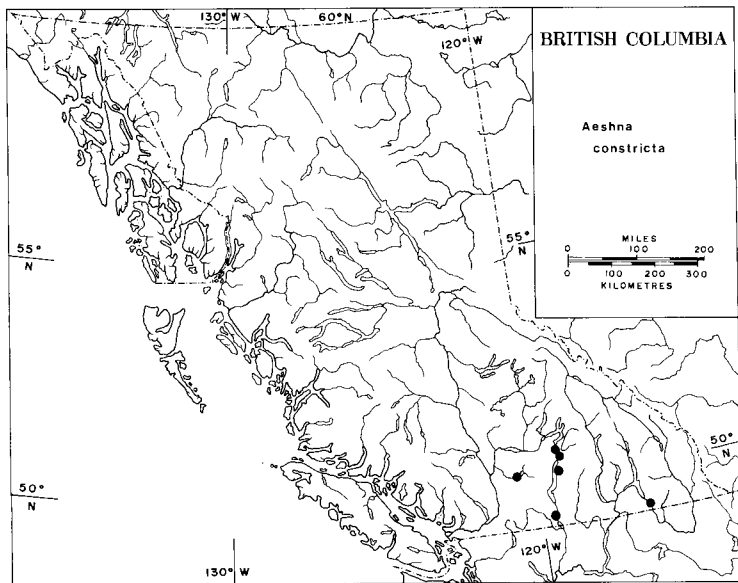 130° W
60° N
120° W
BRITISH COLUMBIA
Aeshna
constricta
MILES
0 100 200
0 100 200 300
KILOMETRES
55°
N
55°
N
50°
N
50°
N
130° W
120° W